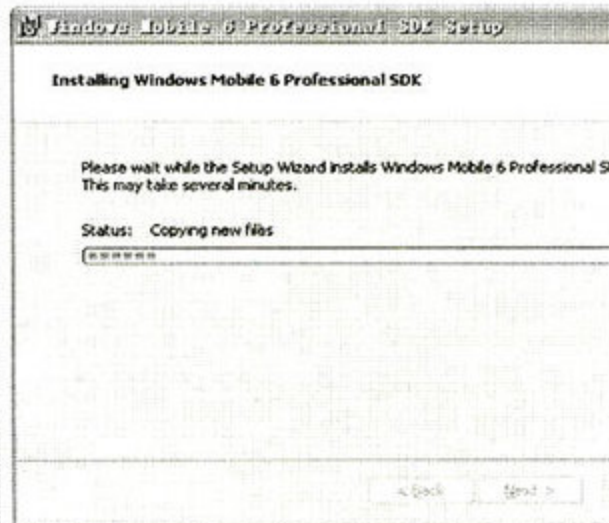 Windows Mobile 6 Professional SDK Setup
Installing Windows Mobile 6 Professional SDK
Please wait while the Setup Wizard installs Windows Mobile 6 Professional
This may take several minutes.
Status: Copying new files
< Back Next >